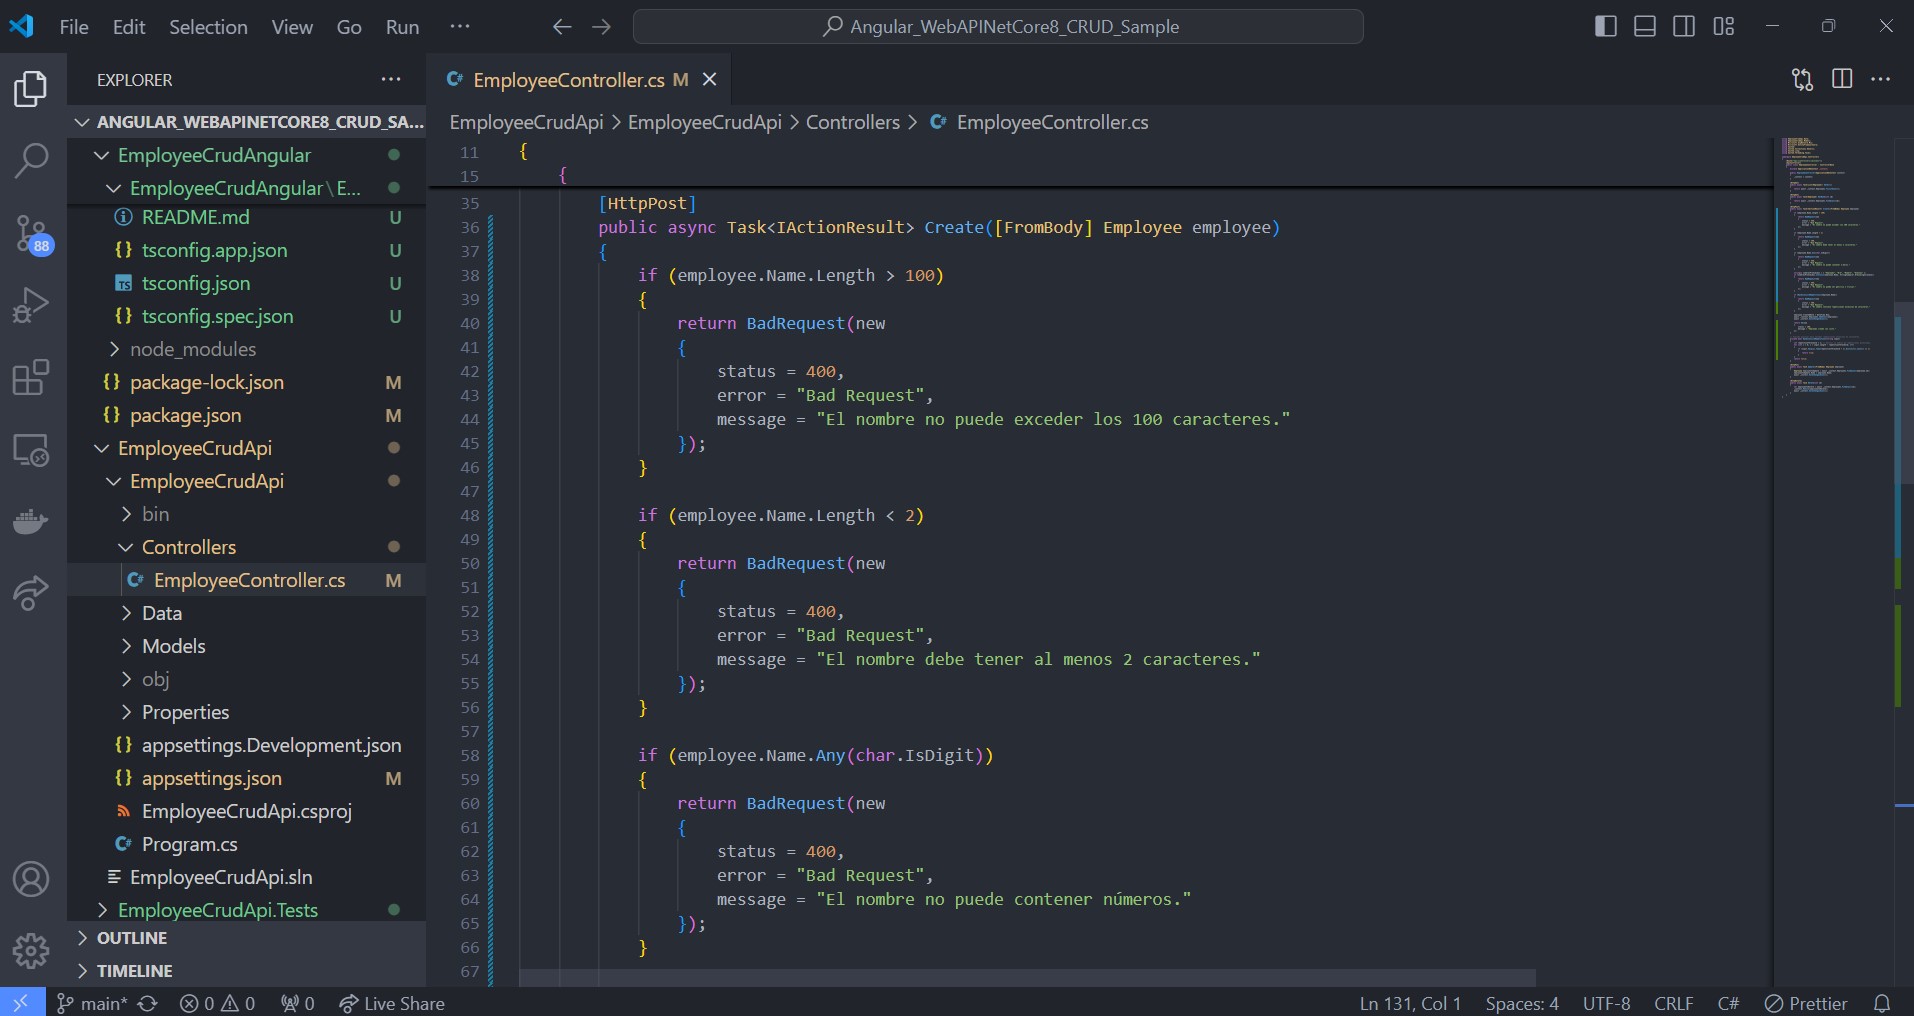 File Edit Selection View Go Run ···
Angular_WebAPINetCore8_CRUD_Sample
EXPLORER ···
ANGULAR_WEBAPINETCORE8_CRUD_SA...
EmployeeCrudAngular
EmployeeCrudAngular\E...
README.md U
tsconfig.app.json U
TS tsconfig.json U
tsconfig.spec.json U
node_modules
package-lock.json M
package.json M
EmployeeCrudApi
EmployeeCrudApi
bin
Controllers
C# EmployeeController.cs M
Data
Models
obj
Properties
appsettings.Development.json
appsettings.json M
EmployeeCrudApi.csproj
C# Program.cs
EmployeeCrudApi.sln
EmployeeCrudApi.Tests
OUTLINE
TIMELINE
88
C# EmployeeController.cs M
EmployeeCrudApi > EmployeeCrudApi > Controllers > C# EmployeeController.cs
11 {
15 {
35 [HttpPost]
36 public async Task<IActionResult> Create([FromBody] Employee employee)
37 {
38 if (employee.Name.Length > 100)
39 {
40 return BadRequest(new
41 {
42 status = 400,
43 error = "Bad Request",
44 message = "El nombre no puede exceder los 100 caracteres."
45 });
46 }
47
48 if (employee.Name.Length < 2)
49 {
50 return BadRequest(new
51 {
52 status = 400,
53 error = "Bad Request",
54 message = "El nombre debe tener al menos 2 caracteres."
55 });
56 }
57
58 if (employee.Name.Any(char.IsDigit))
59 {
60 return BadRequest(new
61 {
62 status = 400,
63 error = "Bad Request",
64 message = "El nombre no puede contener números."
65 });
66 }
67
main* 0 0 0 Live Share Ln 131, Col 1 Spaces: 4 UTF-8 CRLF C# Prettier